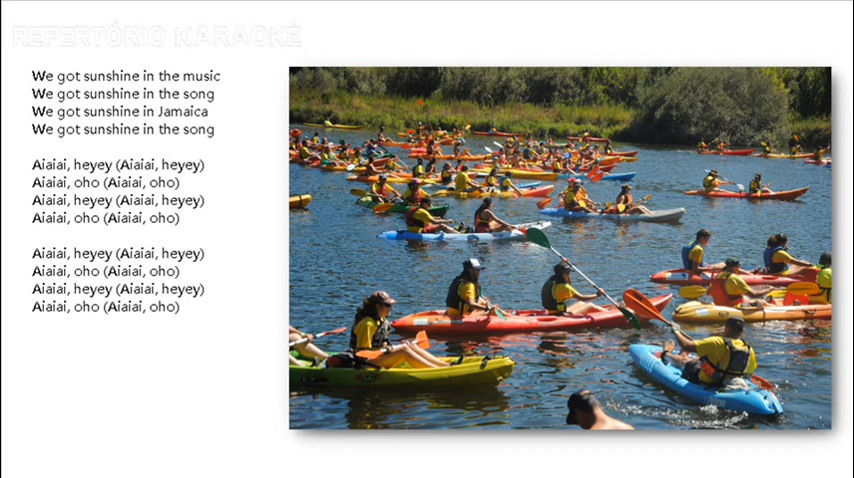 REPERTÓRIO KARAOKÊ
We got sunshine in the music
We got sunshine in the song
We got sunshine in Jamaica
We got sunshine in the song
Aiaiai, heyey (Aiaiai, heyey)
Aiaiai, oho (Aiaiai, oho)
Aiaiai, heyey (Aiaiai, heyey)
Aiaiai, oho (Aiaiai, oho)
Aiaiai, heyey (Aiaiai, heyey)
Aiaiai, oho (Aiaiai, oho)
Aiaiai, heyey (Aiaiai, heyey)
Aiaiai, oho (Aiaiai, oho)